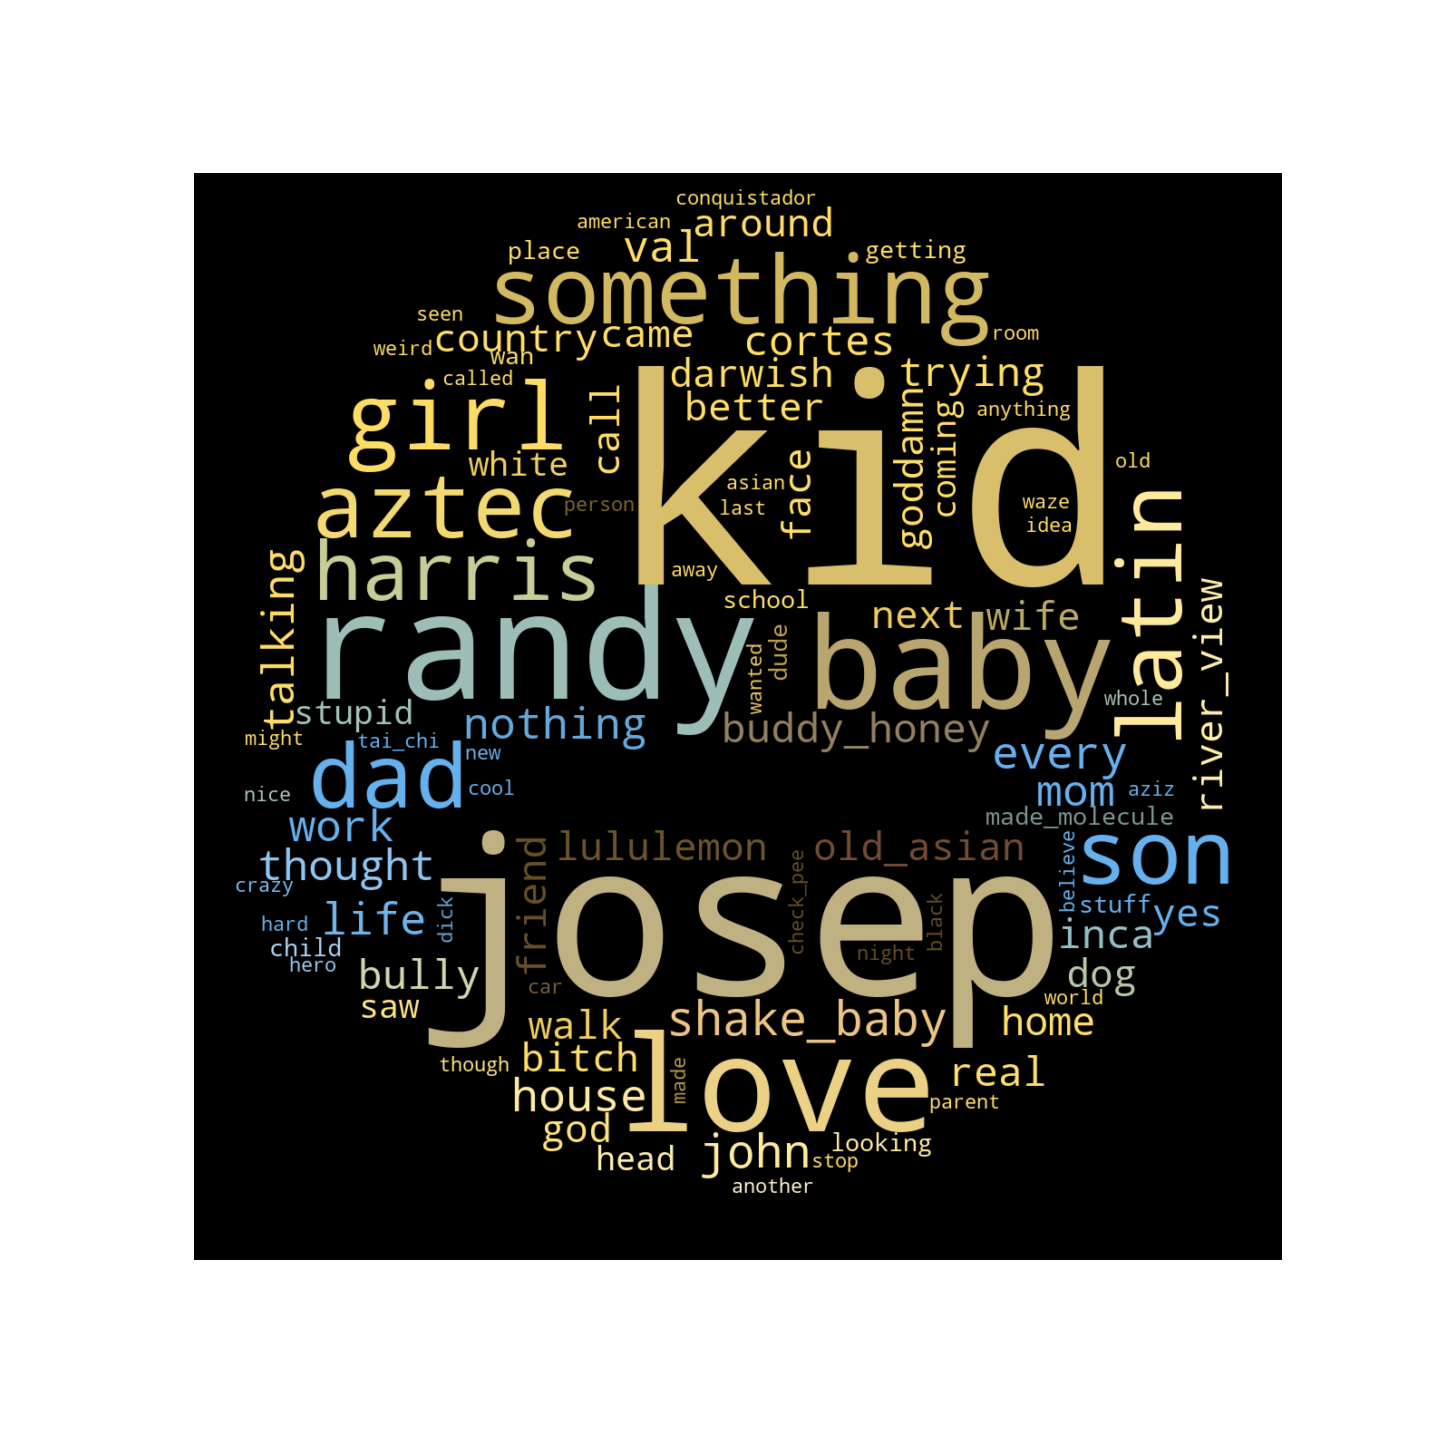 conquistador
american
around
val
place
getting
something
seen
country
came
cortes
room
weird
wah
called
darwish
trying
girl
call
better
goddamn
coming
anything
kid
white
face
old
aztec
person
asian
last
waze
idea
latin
harris
talking
away
school
river_view
randy
next
wife
baby
dude
wanted
whole
stupid
nothing
buddy_honey
might
tai_chi
new
every
dad
cool
mom
aziz
nice
made_molecule
work
friend
lululemon
old_asian
son
thought
check_pee
believe
crazy
josep
dick
black
stuff
yes
hard
life
inca
child
night
hero
bully
dog
car
saw
world
walk
shake_baby
home
though
bitch
love
made
real
house
parent
god
john
looking
head
stop
another